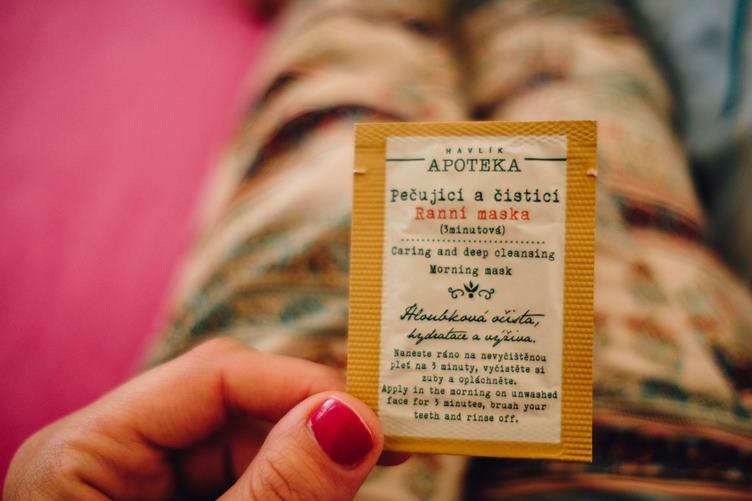 HAVLÍK
APOTEKA
Pečující a čisticí
Ranní maska
(3minutová)
Caring and deep cleansing
Morning mask
Hloubková očista,
hydratace a výživa.
Naneste ráno na nevyčištěnou
pleť na 3 minuty, vyčistěte si
zuby a opláchněte.
Apply in the morning on unwashed
face for 3 minutes, brush your
teeth and rinse off.